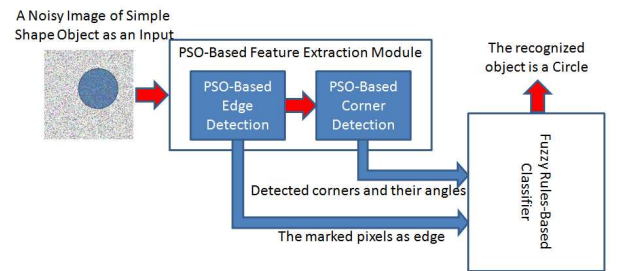 A Noisy Image of Simple
Shape Object as an Input
PSO-Based Feature Extraction Module
PSO-Based
Edge
Detection
PSO-Based
Corner
Detection
The recognized
object is a Circle
Fuzzy Rules-Based
Classifier
Detected corners and their angles
The marked pixels as edge